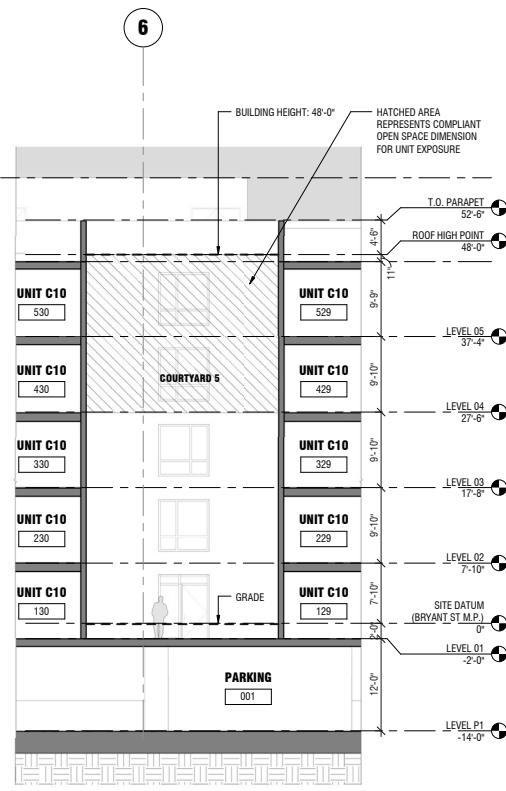 6
BUILDING HEIGHT: 48'-0"
HATCHED AREA
REPRESENTS COMPLIANT
OPEN SPACE DIMENSION
FOR UNIT EXPOSURE
T.O. PARAPET
52'-6"
4'-6"
ROOF HIGH POINT
48'-0"
11"
UNIT C10
530
UNIT C10
529
9'-9"
LEVEL 05
37'-4"
COURTYARD 5
UNIT C10
430
UNIT C10
429
9'-10"
LEVEL 04
27'-6"
UNIT C10
330
UNIT C10
329
9'-10"
LEVEL 03
17'-8"
UNIT C10
230
UNIT C10
229
9'-10"
LEVEL 02
7'-10"
UNIT C10
130
GRADE
UNIT C10
129
7'-10"
SITE DATUM
(BRYANT ST M.P.)
0"
2'-0"
LEVEL 01
-2'-0"
PARKING
001
12'-0"
LEVEL P1
-14'-0"